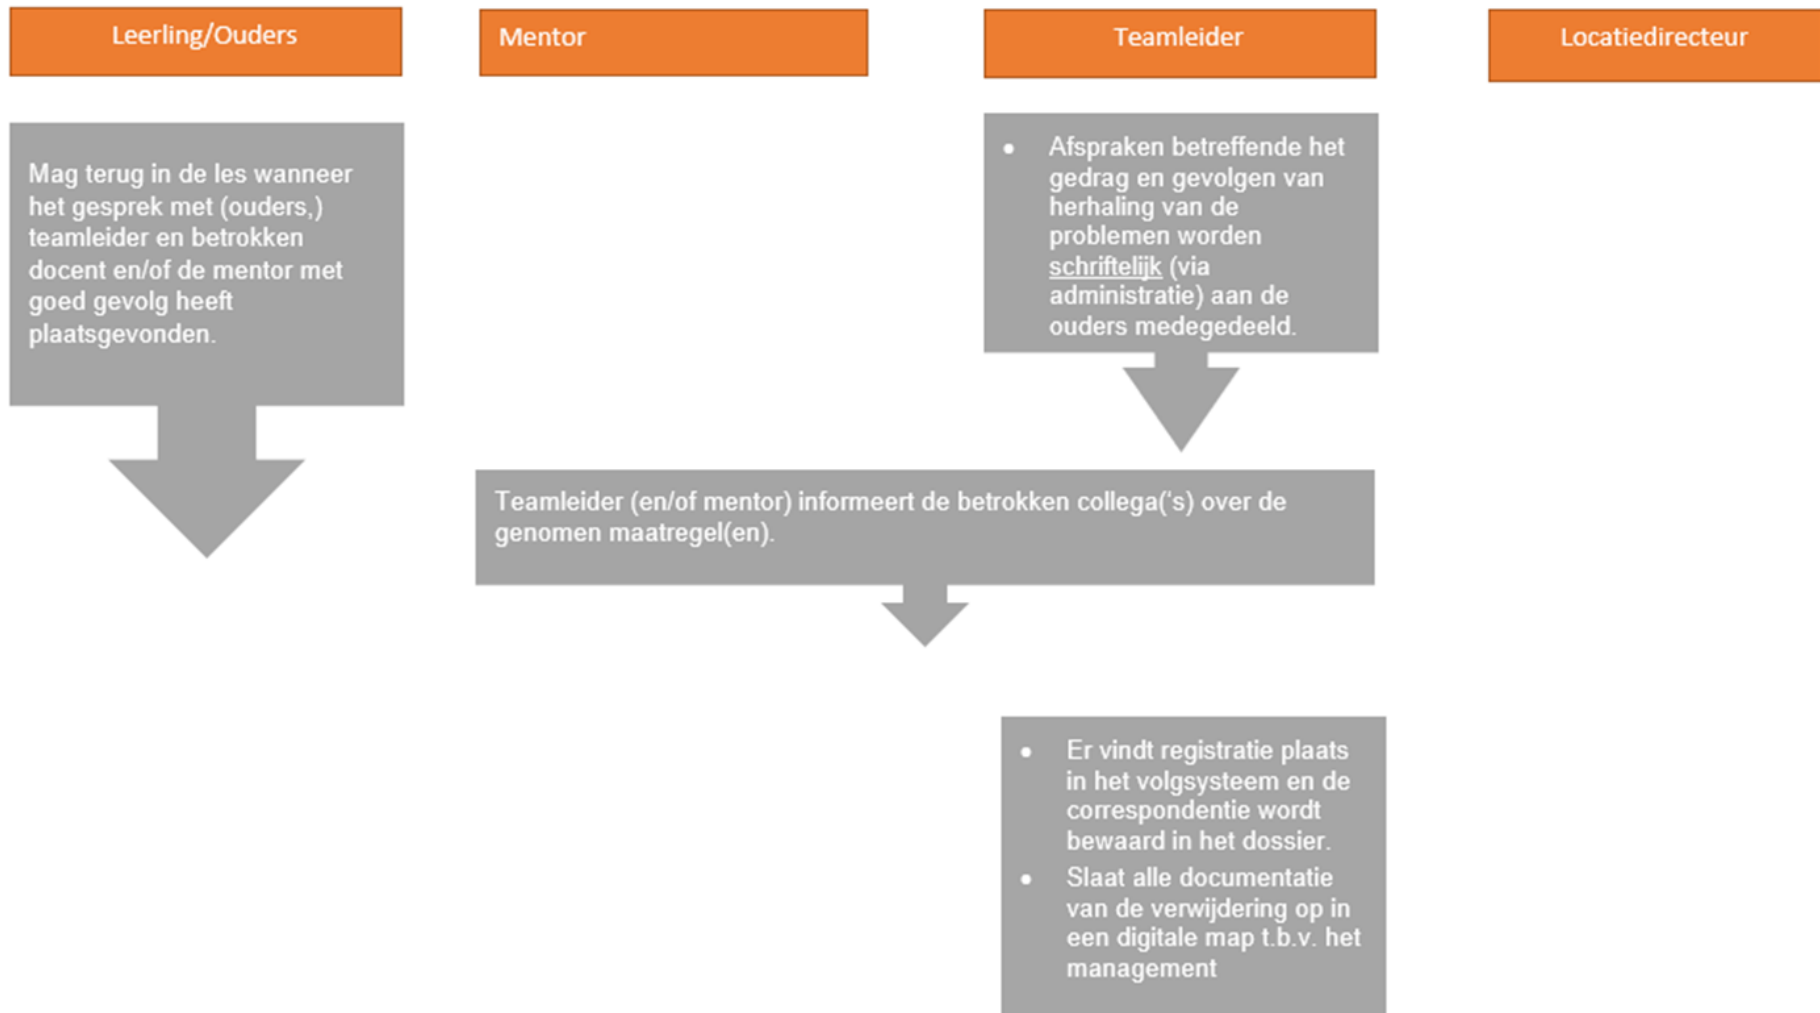 Leerling/Ouders
Mentor
Teamleider
Locatiedirecteur
Mag terug in de les wanneer
het gesprek met (ouders,)
teamleider en betrokken
docent en/of de mentor met
goed gevolg heeft
plaatsgevonden.
• Afspraken betreffende het
gedrag en gevolgen van
herhaling van de
problemen worden
schriftelijk (via
administratie) aan de
ouders medegedeeld.
Teamleider (en/of mentor) informeert de betrokken collega(‘s) over de
genomen maatregel(en).
• Er vindt registratie plaats
in het volgsysteem en de
correspondentie wordt
bewaard in het dossier.
• Slaat alle documentatie
van de verwijdering op in
een digitale map t.b.v. het
management